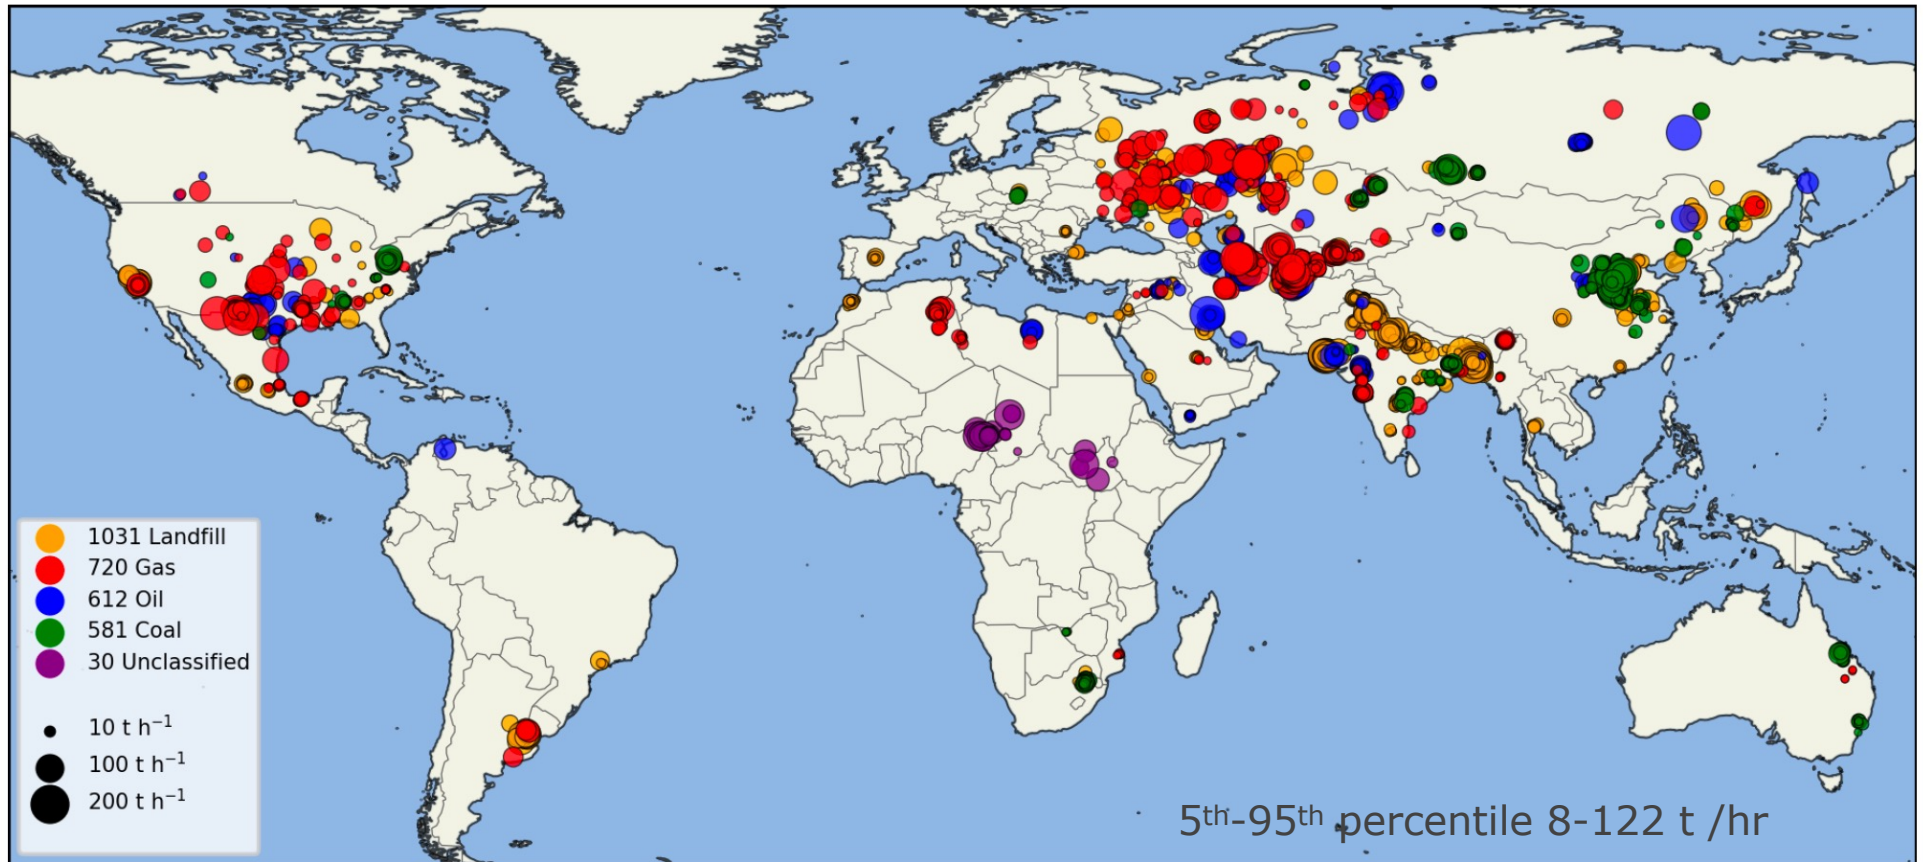 1031 Landfill
720 Gas
612 Oil
581 Coal
30 Unclassified
10 t h⁻¹
100 t h⁻¹
200 t h⁻¹
5th-95th percentile 8-122 t /hr